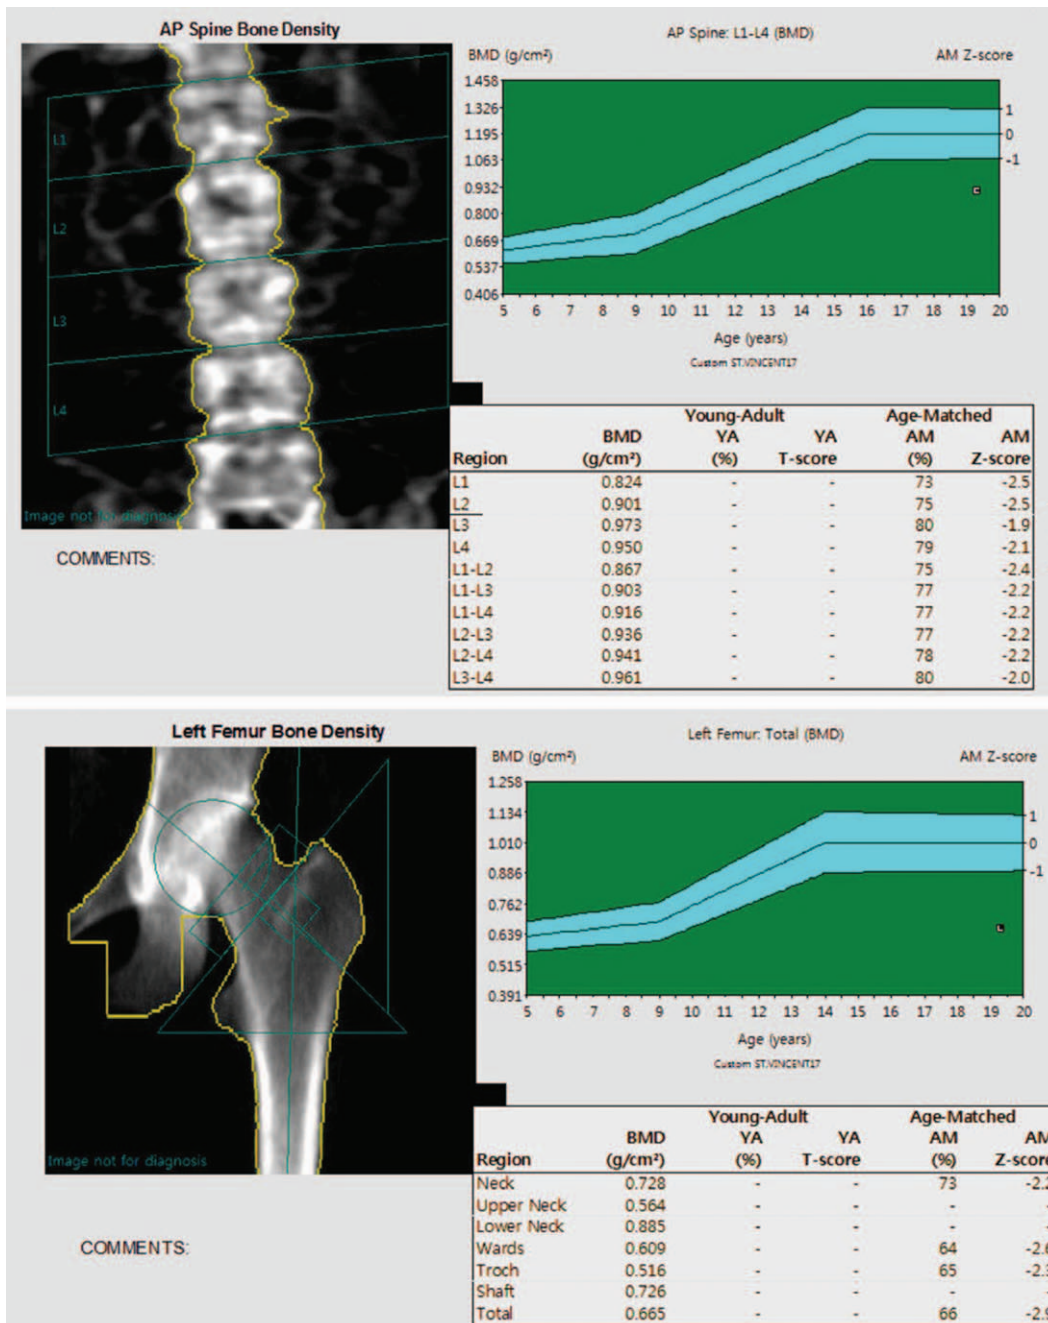 AP Spine Bone Density
L1
L2
L3
L4
Image not for diagnosis
COMMENTS:
AP Spine: L1-L4 (BMD)
BMD (g/cm²) AM Z-score
1.458
1.326
1.195
1.063
0.932
0.800
0.669
0.537
0.406
1
0
-1
5 6 7 8 9 10 11 12 13 14 15 16 17 18 19 20
Age (years)
Custom ST.VINCENT17
Young-Adult Age-Matched
BMD YA YA AM AM
Region (g/cm²) (%) T-score (%) Z-score
L1 0.824 - - 73 -2.5
L2 0.901 - - 75 -2.5
L3 0.973 - - 80 -1.9
L4 0.950 - - 79 -2.1
L1-L2 0.867 - - 75 -2.4
L1-L3 0.903 - - 77 -2.2
L1-L4 0.916 - - 77 -2.2
L2-L3 0.936 - - 77 -2.2
L2-L4 0.941 - - 78 -2.2
L3-L4 0.961 - - 80 -2.0
Left Femur Bone Density
Image not for diagnosis
COMMENTS:
Left Femur: Total (BMD)
BMD (g/cm²) AM Z-score
1.258
1.134
1.010
0.886
0.762
0.639
0.515
0.391
1
0
-1
5 6 7 8 9 10 11 12 13 14 15 16 17 18 19 20
Age (years)
Custom ST.VINCENT17
Young-Adult Age-Matched
BMD YA YA AM AM
Region (g/cm²) (%) T-score (%) Z-score
Neck 0.728 - - 73 -2.2
Upper Neck 0.564 - - - -
Lower Neck 0.885 - - - -
Wards 0.609 - - 64 -2.6
Troch 0.516 - - 65 -2.3
Shaft 0.726 - - - -
Total 0.665 - - 66 -2.9